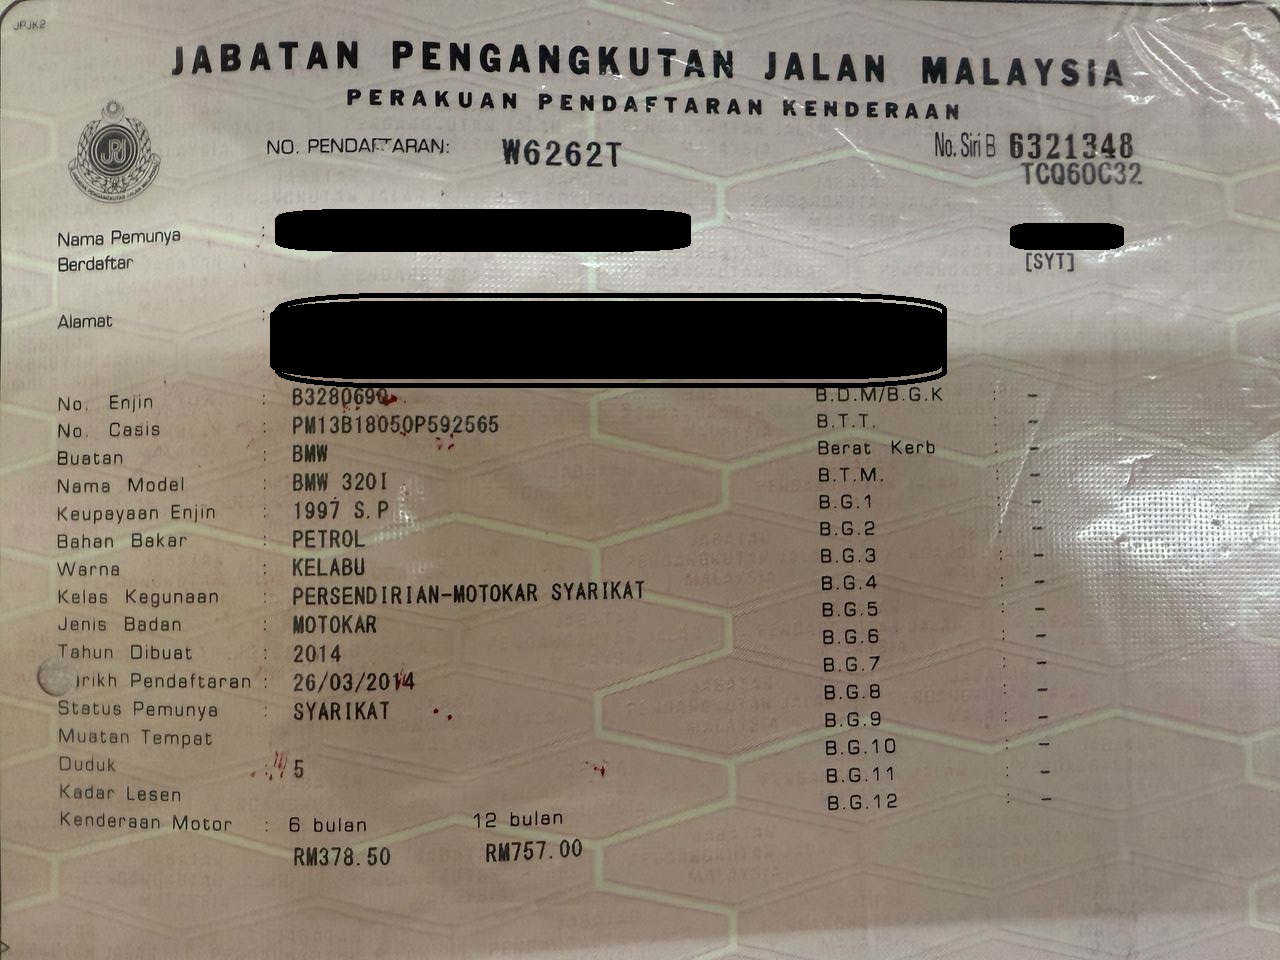 JPJK2
JABATAN PENGANGKUTAN JALAN MALAYSIA
PERAKUAN PENDAFTARAN KENDERAAN
NO. PENDAFTARAN: W6262T No. Siri B 6321348
TCQ60C32
Nama Pemunya :
Berdaftar [SYT]
Alamat :
No. Enjin : B3280690 B.D.M/B.G.K : -
No. Casis : PM13B18050P592565 B.T.T. : -
Buatan : BMW Berat Kerb : -
Nama Model : BMW 320I B.T.M. : -
Keupayaan Enjin : 1997 S.P B.G.1 : -
Bahan Bakar : PETROL B.G.2 : -
Warna : KELABU B.G.3 : -
Kelas Kegunaan : PERSENDIRIAN-MOTOKAR SYARIKAT B.G.4 : -
Jenis Badan : MOTOKAR B.G.5 : -
Tahun Dibuat : 2014 B.G.6 : -
rikh Pendaftaran : 26/03/2014 B.G.7 : -
Status Pemunya : SYARIKAT B.G.8 : -
Muatan Tempat B.G.9 : -
Duduk : 5 B.G.10 : -
Kadar Lesen B.G.11 : -
Kenderaan Motor : 6 bulan 12 bulan B.G.12 : -
RM378.50 RM757.00